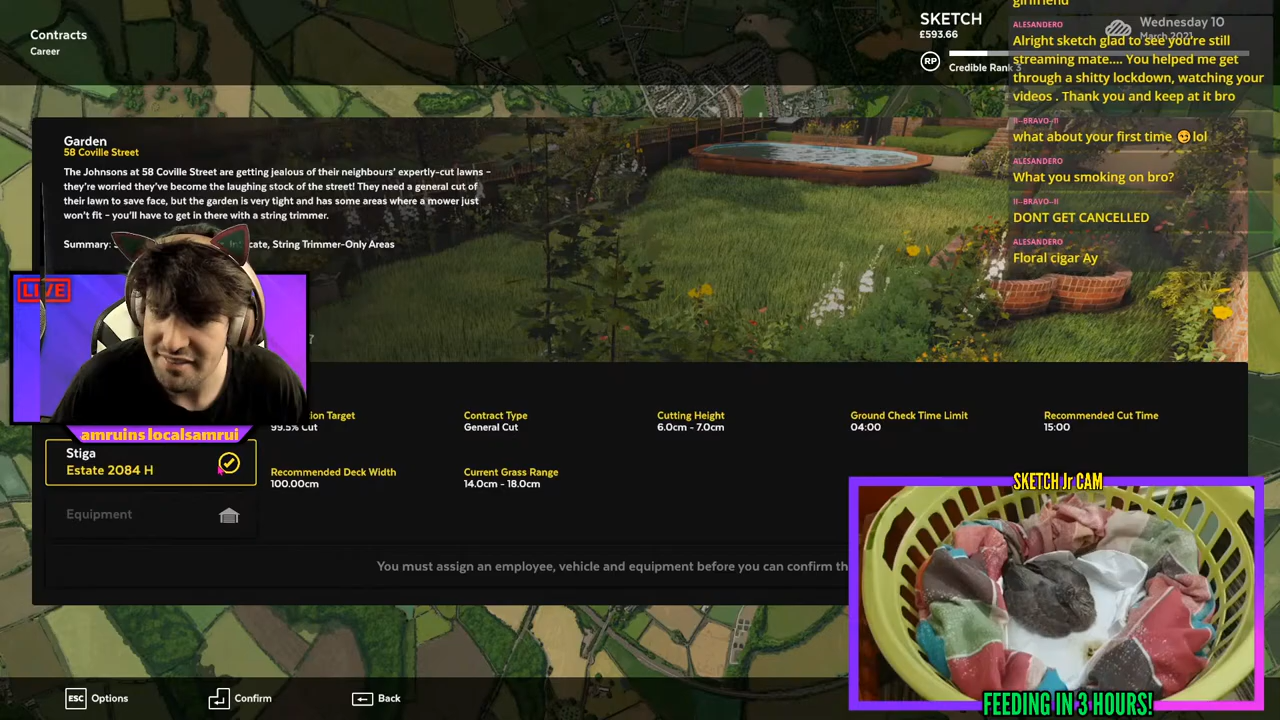 Contracts
Career
SKETCH
£593.66
RP
Credible Rank 3
Wednesday 10
March 2021
girlfriend
ALESANDERO
Alright sketch glad to see you're still
streaming mate.... You helped me get
through a shitty lockdown, watching your
videos . Thank you and keep at it bro
!!-BRAVO-!!
what about your first time 😏 lol
ALESANDERO
What you smoking on bro?
!!-BRAVO-!!
DONT GET CANCELLED
ALESANDERO
Floral cigar Ay
Garden
58 Coville Street
The Johnsons at 58 Coville Street are getting jealous of their neighbours' expertly-cut lawns -
they're worried they've become the laughing stock of the street! They need a general cut of
their lawn to save face, but the garden is very tight and has some areas where a mower just
won't fit - you'll have to get in there with a string trimmer.
Summary: String Trimmer-Only Areas
LIVE
amruins localsamrui
ion Target
99.5% Cut
Contract Type
General Cut
Cutting Height
6.0cm - 7.0cm
Ground Check Time Limit
04:00
Recommended Cut Time
15:00
Stiga
Estate 2084 H
Recommended Deck Width
100.00cm
Current Grass Range
14.0cm - 18.0cm
Equipment
You must assign an employee, vehicle and equipment before you can confirm th
SKETCH Jr CAM
FEEDING IN 3 HOURS!
ESC Options
Confirm
Back